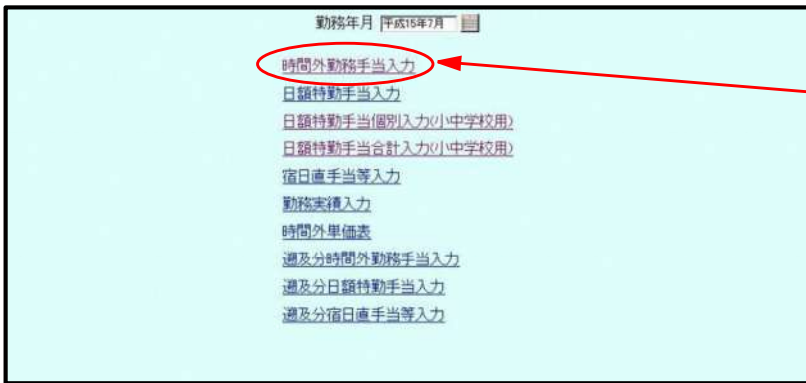 勤務年月 平成15年7月
時間外勤務手当入力
日額特勤手当入力
日額特勤手当個別入力(小中学校用)
日額特勤手当合計入力(小中学校用)
宿日直手当等入力
勤務実績入力
時間外単価表
遡及分時間外勤務手当入力
遡及分日額特勤手当入力
遡及分宿日直手当等入力